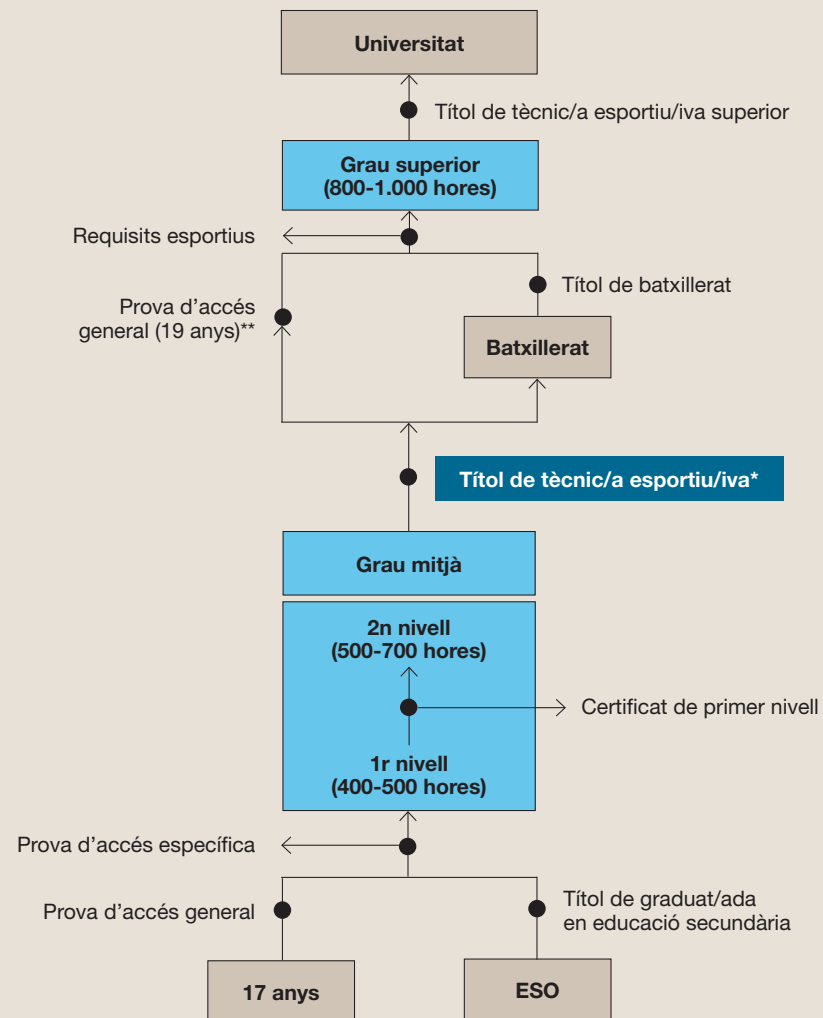 Universitat
Títol de tècnic/a esportiu/iva superior
Grau superior
(800-1.000 hores)
Requisits esportius
Títol de batxillerat
Prova d'accés
general (19 anys)**
Batxillerat
Títol de tècnic/a esportiu/iva*
Grau mitjà
2n nivell
(500-700 hores)
Certificat de primer nivell
1r nivell
(400-500 hores)
Prova d'accés específica
Prova d'accés general
Títol de graduat/ada
en educació secundària
17 anys
ESO